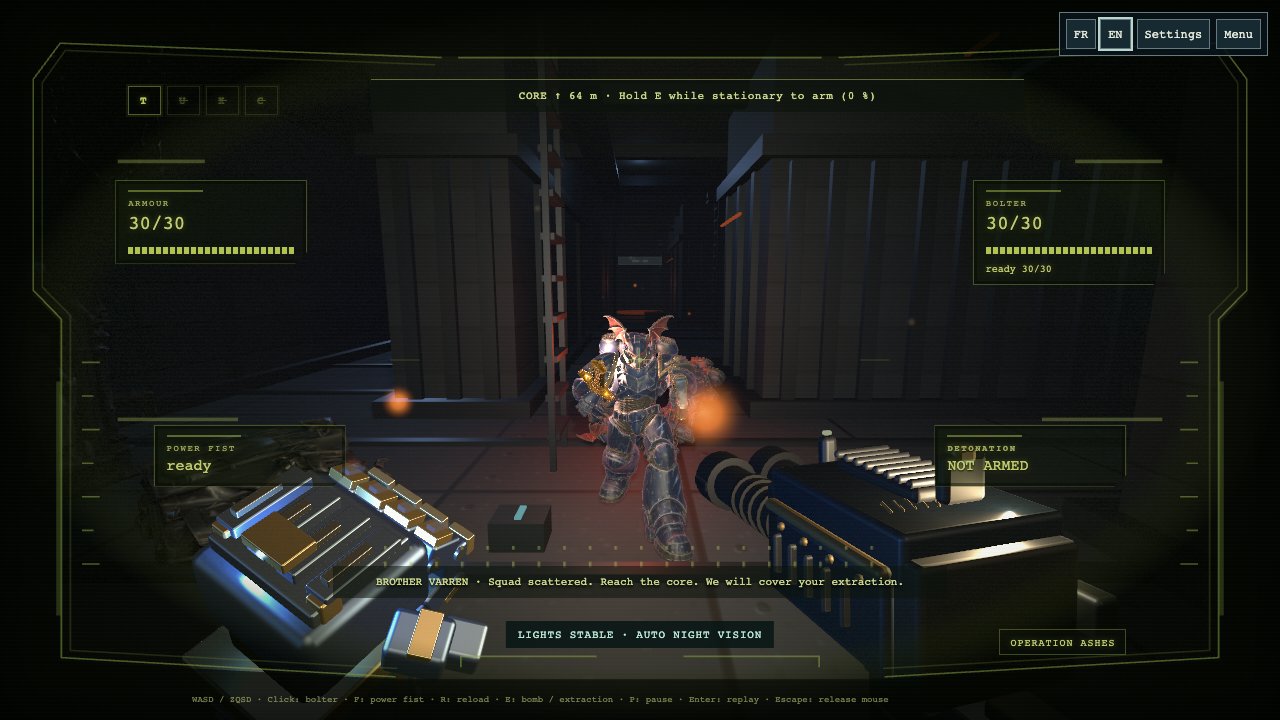 FR EN Settings Menu
CORE ↑ 64 m · Hold E while stationary to arm (0 %)
T
ARMOUR
30/30
BOLTER
30/30
ready 30/30
POWER FIST
ready
DETONATION
NOT ARMED
BROTHER VARREN · Squad scattered. Reach the core. We will cover your extraction.
LIGHTS STABLE · AUTO NIGHT VISION
OPERATION ASHES
WASD / ZQSD · Click: bolter · F: power fist · R: reload · E: bomb / extraction · P: pause · Enter: replay · Escape: release mouse